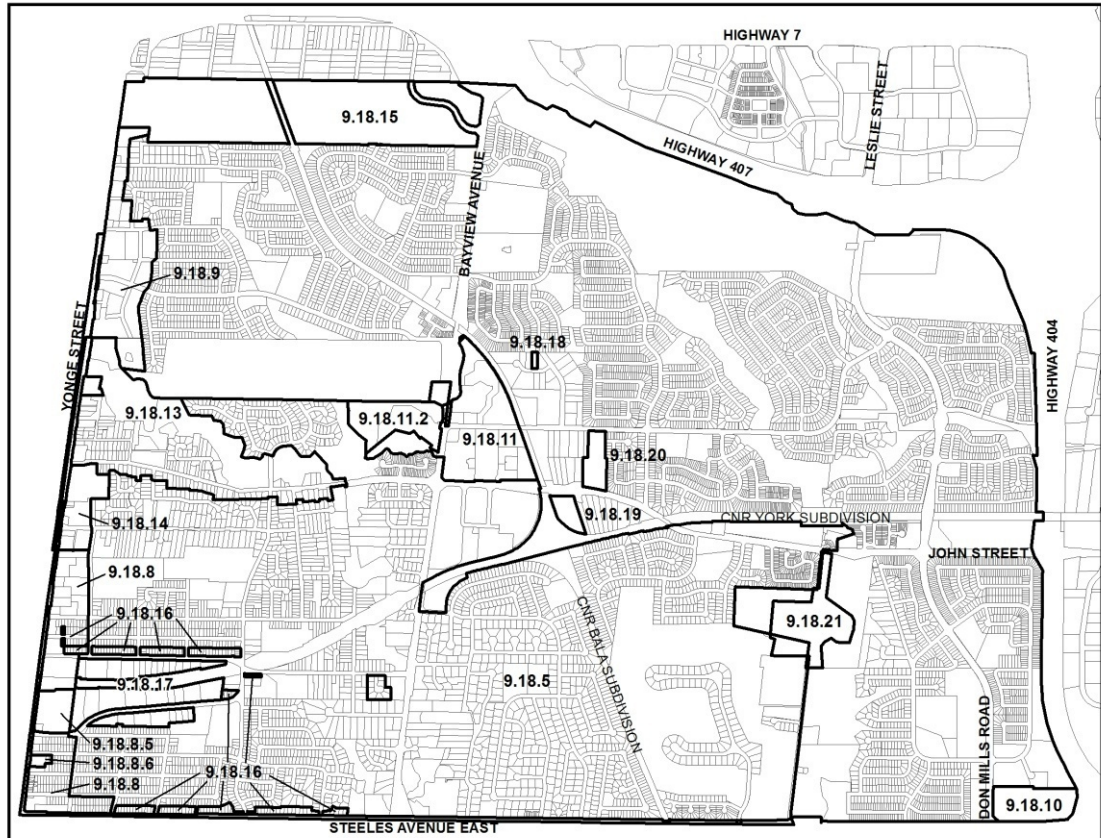 HIGHWAY 7
9.18.15
LESLIE STREET
HIGHWAY 407
BAYVIEW AVENUE
9.18.9
YONGE STREET
9.18.18
HIGHWAY 404
9.18.13
9.18.11.2
9.18.11
9.18.20
9.18.19
9.18.14
CNR YORK SUBDIVISION
JOHN STREET
9.18.8
9.18.16
9.18.21
CNR BALA SUBDIVISION
9.18.17
9.18.5
9.18.8.5
9.18.8.6
9.18.16
9.18.8
DON MILLS ROAD
9.18.10
STEELES AVENUE EAST